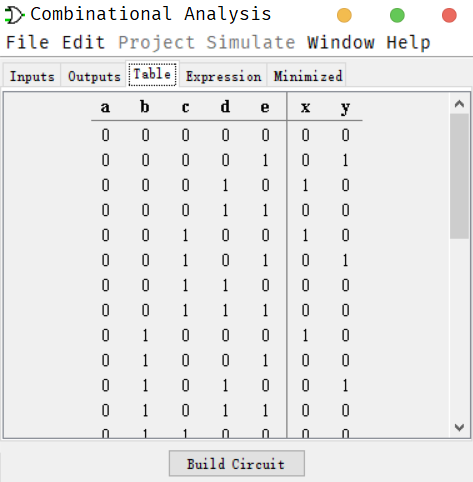 Combinational Analysis
File Edit Project Simulate Window Help
Inputs Outputs Table Expression Minimized
a b c d e x y
0 0 0 0 0 0 0
0 0 0 0 1 0 1
0 0 0 1 0 1 0
0 0 0 1 1 0 0
0 0 1 0 0 1 0
0 0 1 0 1 0 1
0 0 1 1 0 0 0
0 0 1 1 1 0 0
0 1 0 0 0 1 0
0 1 0 0 1 0 0
0 1 0 1 0 0 1
0 1 0 1 1 0 0
0 1 1 0 0 0 0
Build Circuit